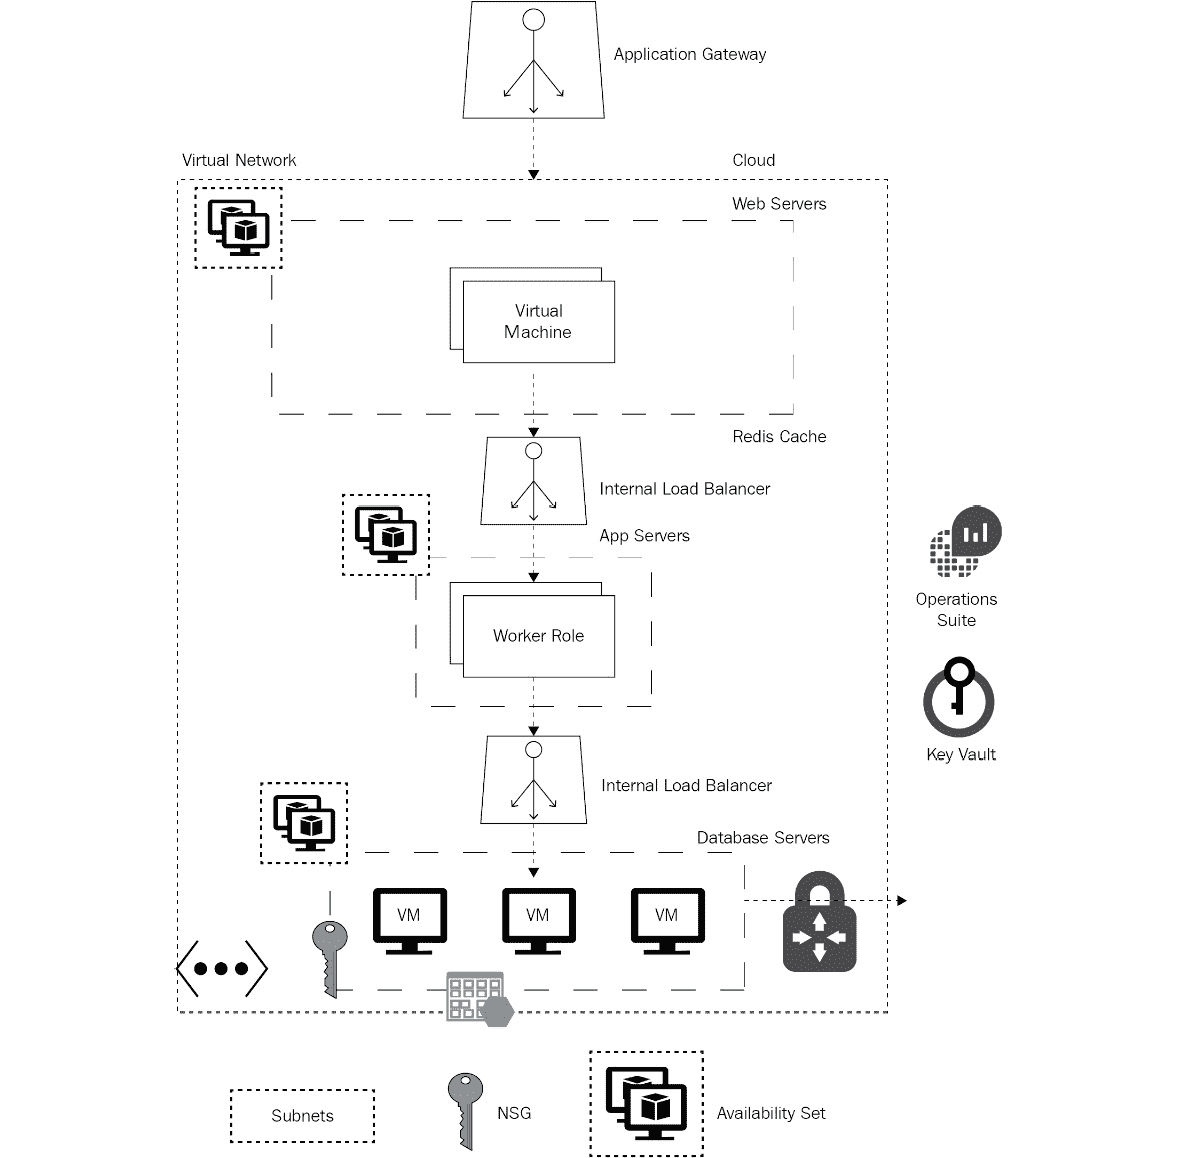 Application Gateway
Virtual Network
Cloud
Web Servers
Virtual
Machine
Redis Cache
Internal Load Balancer
App Servers
Worker Role
Operations
Suite
Key Vault
Internal Load Balancer
Database Servers
VM
VM
VM
Subnets
NSG
Availability Set